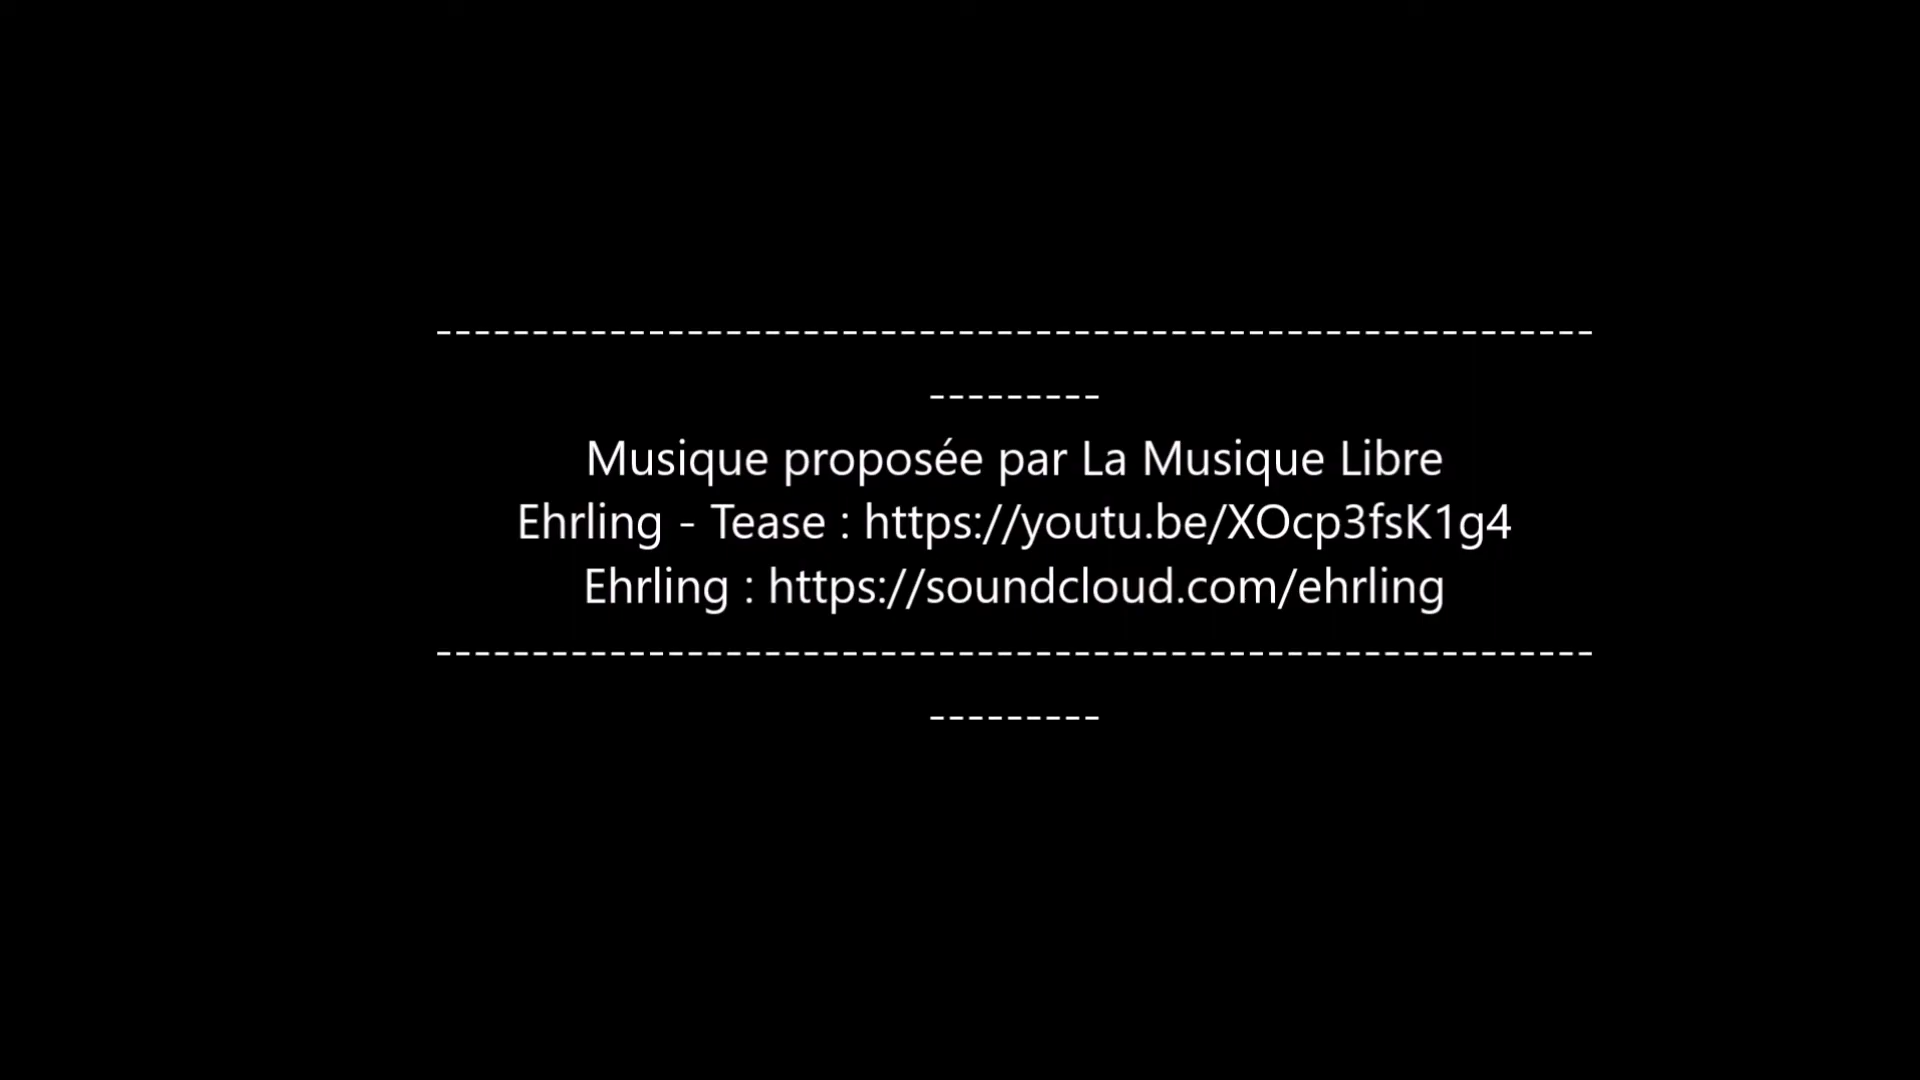 ------------------------------------------------------------
---------
Musique proposée par La Musique Libre
Ehrling - Tease : https://youtu.be/XOcp3fsK1g4
Ehrling : https://soundcloud.com/ehrling
------------------------------------------------------------
---------